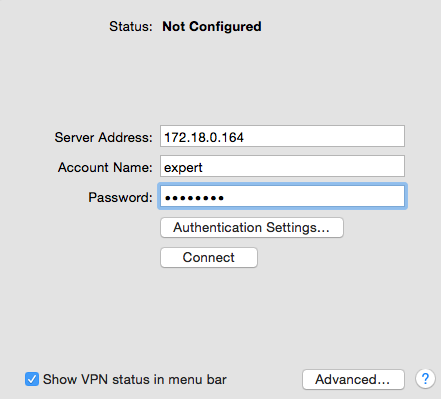 Status: Not Configured
Server Address: 172.18.0.164
Account Name: expert
Password: ••••••••
Authentication Settings...
Connect
Show VPN status in menu bar
Advanced... ?